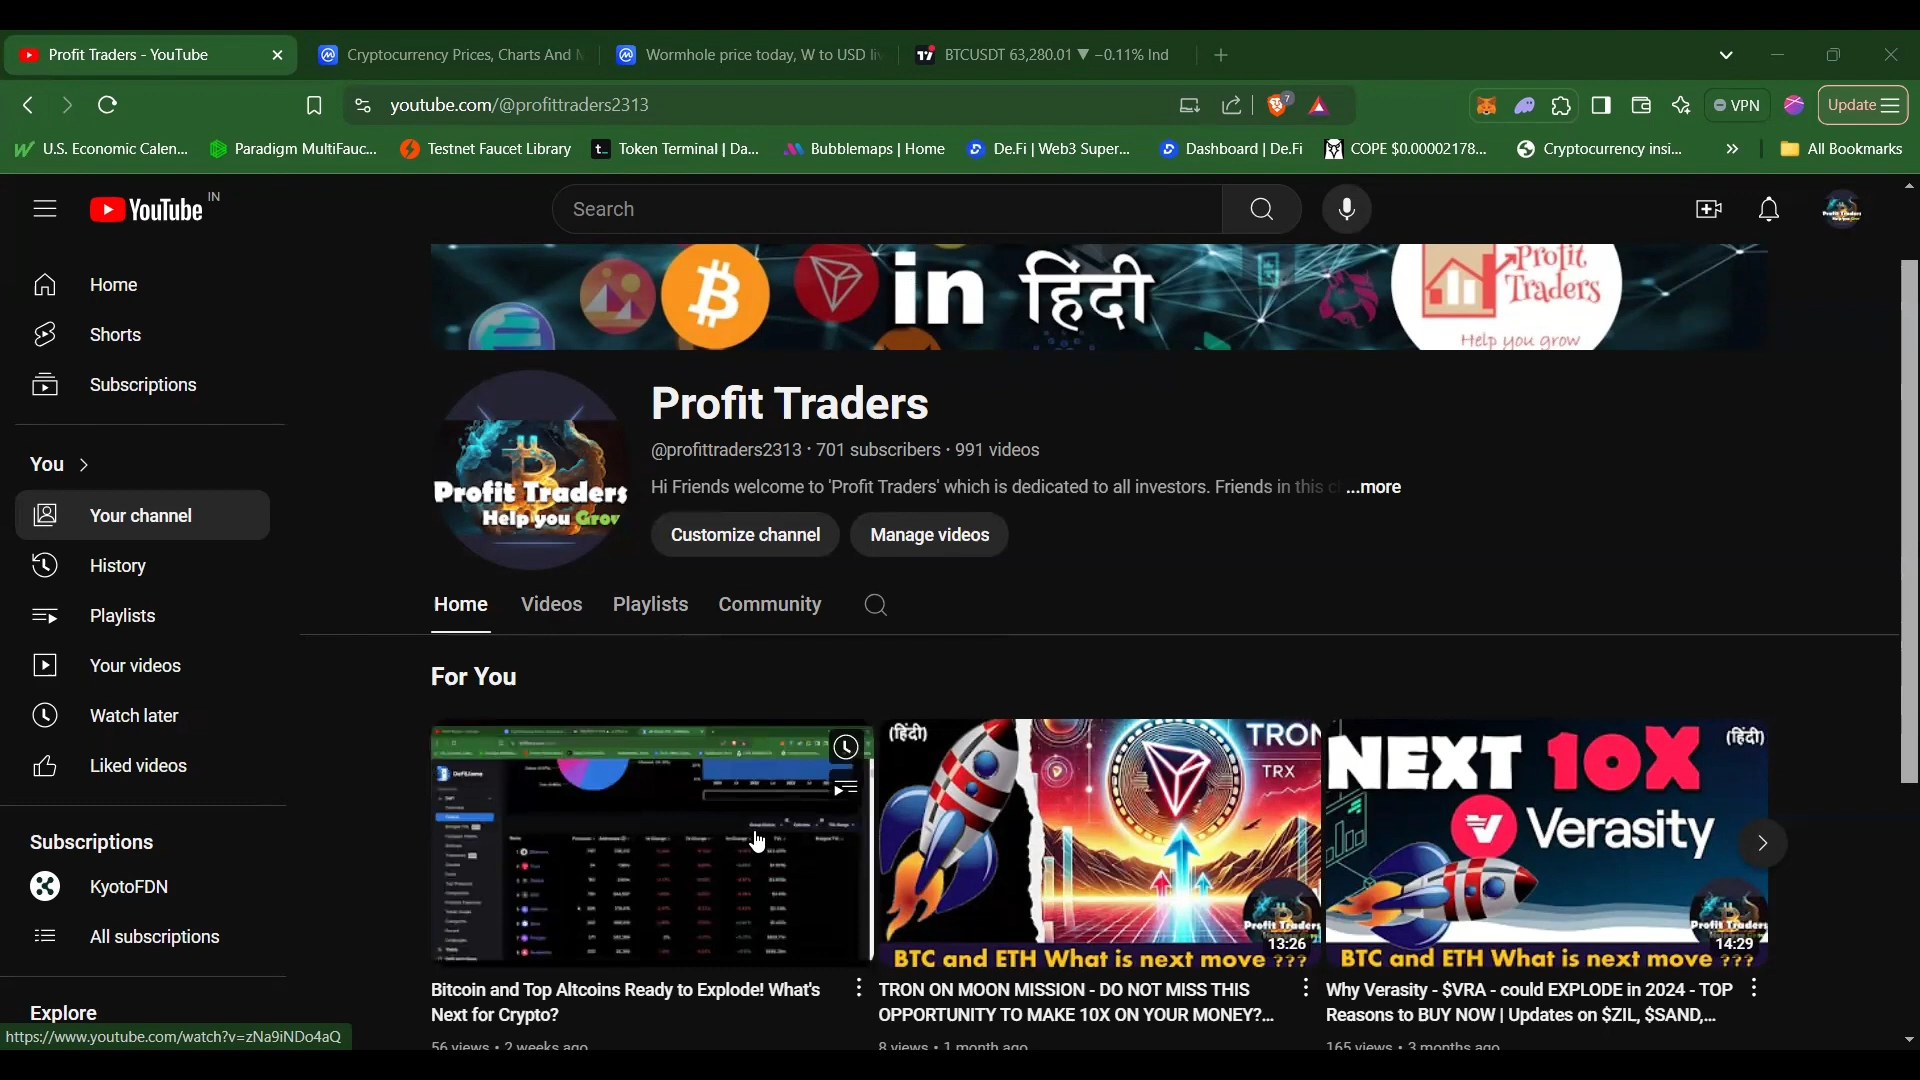 Profit Traders - YouTube
Cryptocurrency Prices, Charts And
Wormhole price today, W to USD li
BTCUSDT 63,280.01 ▼ −0.11% Ind
youtube.com/@profittraders2313
7
VPN
Update
U.S. Economic Calen...
Paradigm MultiFauc...
Testnet Faucet Library
Token Terminal | Da...
Bubblemaps | Home
De.Fi | Web3 Super...
Dashboard | De.Fi
COPE $0.00002178...
Cryptocurrency insi...
»
All Bookmarks
YouTube IN
Search
in हिंदी
Profit
Traders
Help you grow
Home
Shorts
Subscriptions
You
Your channel
History
Playlists
Your videos
Watch later
Liked videos
Subscriptions
KyotoFDN
All subscriptions
Explore
Profit Traders
Help you Grov
Profit Traders
@profittraders2313 · 701 subscribers · 991 videos
Hi Friends welcome to 'Profit Traders' which is dedicated to all investors. Friends in this ...more
Customize channel
Manage videos
Home
Videos
Playlists
Community
For You
(हिंदी)
TRON
TRX
Profit Traders
13:26
BTC and ETH What is next move ???
NEXT 10X
(हिंदी)
Verasity
Profit Traders
14:29
BTC and ETH What is next move ???
Bitcoin and Top Altcoins Ready to Explode! What's
Next for Crypto?
56 views · 2 weeks ago
TRON ON MOON MISSION - DO NOT MISS THIS
OPPORTUNITY TO MAKE 10X ON YOUR MONEY?...
8 views · 1 month ago
Why Verasity - $VRA - could EXPLODE in 2024 - TOP
Reasons to BUY NOW | Updates on $ZIL, $SAND,...
165 views · 3 months ago
https://www.youtube.com/watch?v=zNa9iNDo4aQ